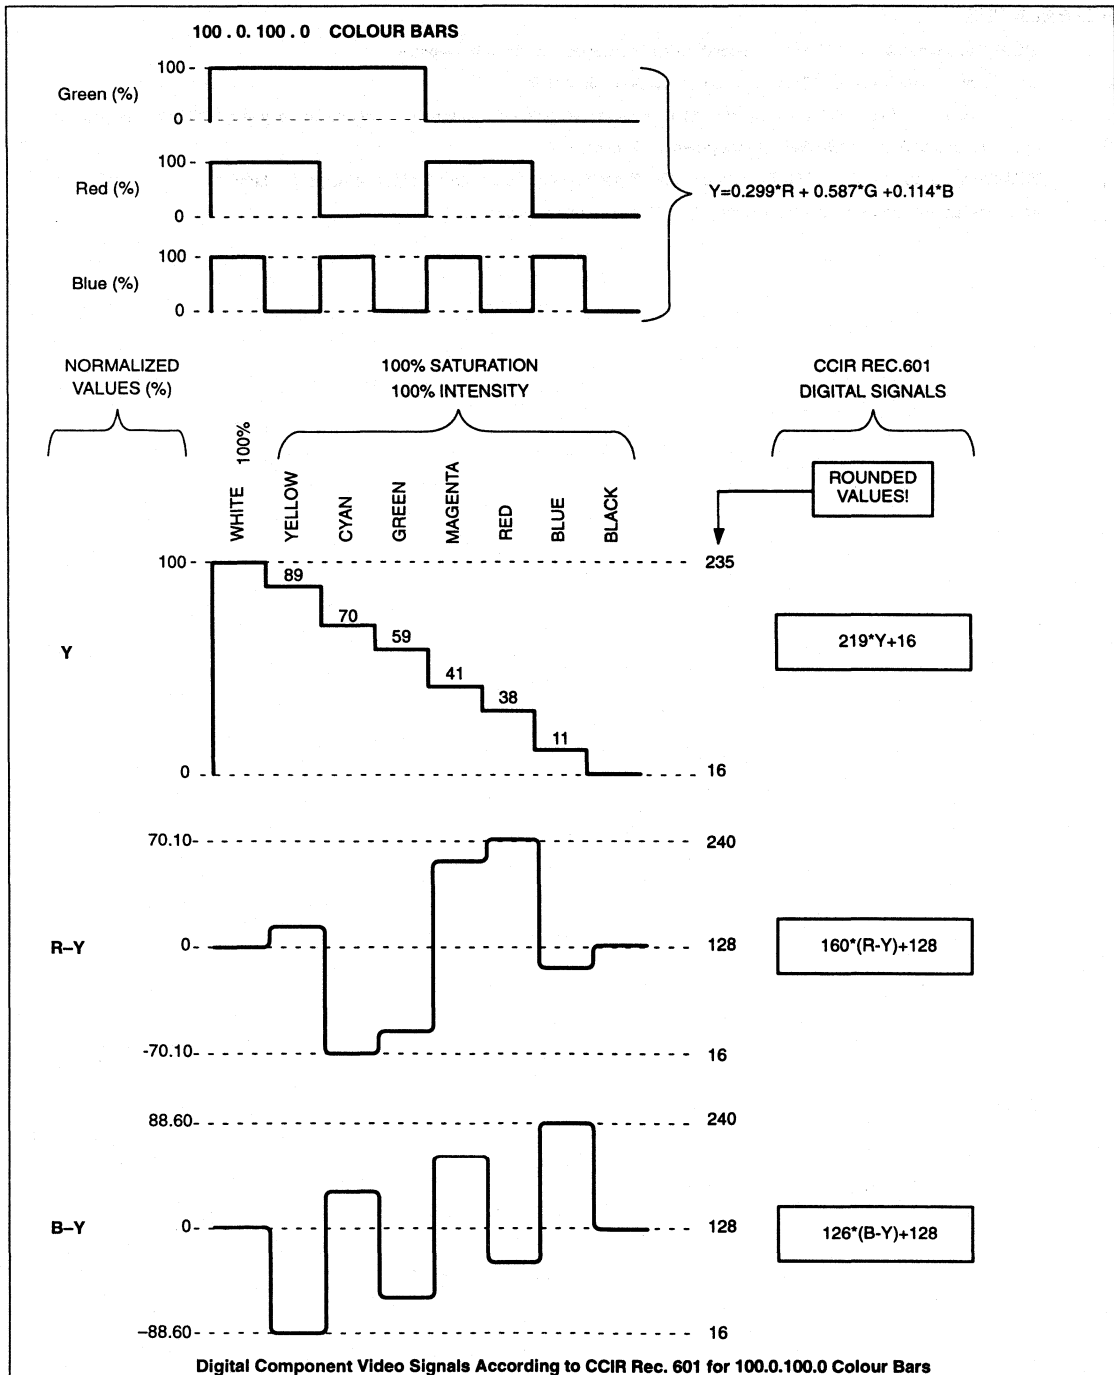 100 . 0. 100 . 0 COLOUR BARS
100 -
Green (%)
0
100 -
Red (%)
0
Y=0.299*R + 0.587*G +0.114*B
100
Blue (%)
0
NORMALIZED
VALUES (%)
100% SATURATION
100% INTENSITY
CCIR REC.601
DIGITAL SIGNALS
WHITE 100%
YELLOW
CYAN
GREEN
MAGENTA
RED
BLUE
BLACK
ROUNDED
VALUES!
100
235
89
70
59
41
38
11
Y
219*Y+16
0
16
70.10
240
R–Y
0
128
160*(R-Y)+128
-70.10
16
88.60
240
B–Y
0
128
126*(B-Y)+128
–88.60
16
Digital Component Video Signals According to CCIR Rec. 601 for 100.0.100.0 Colour Bars